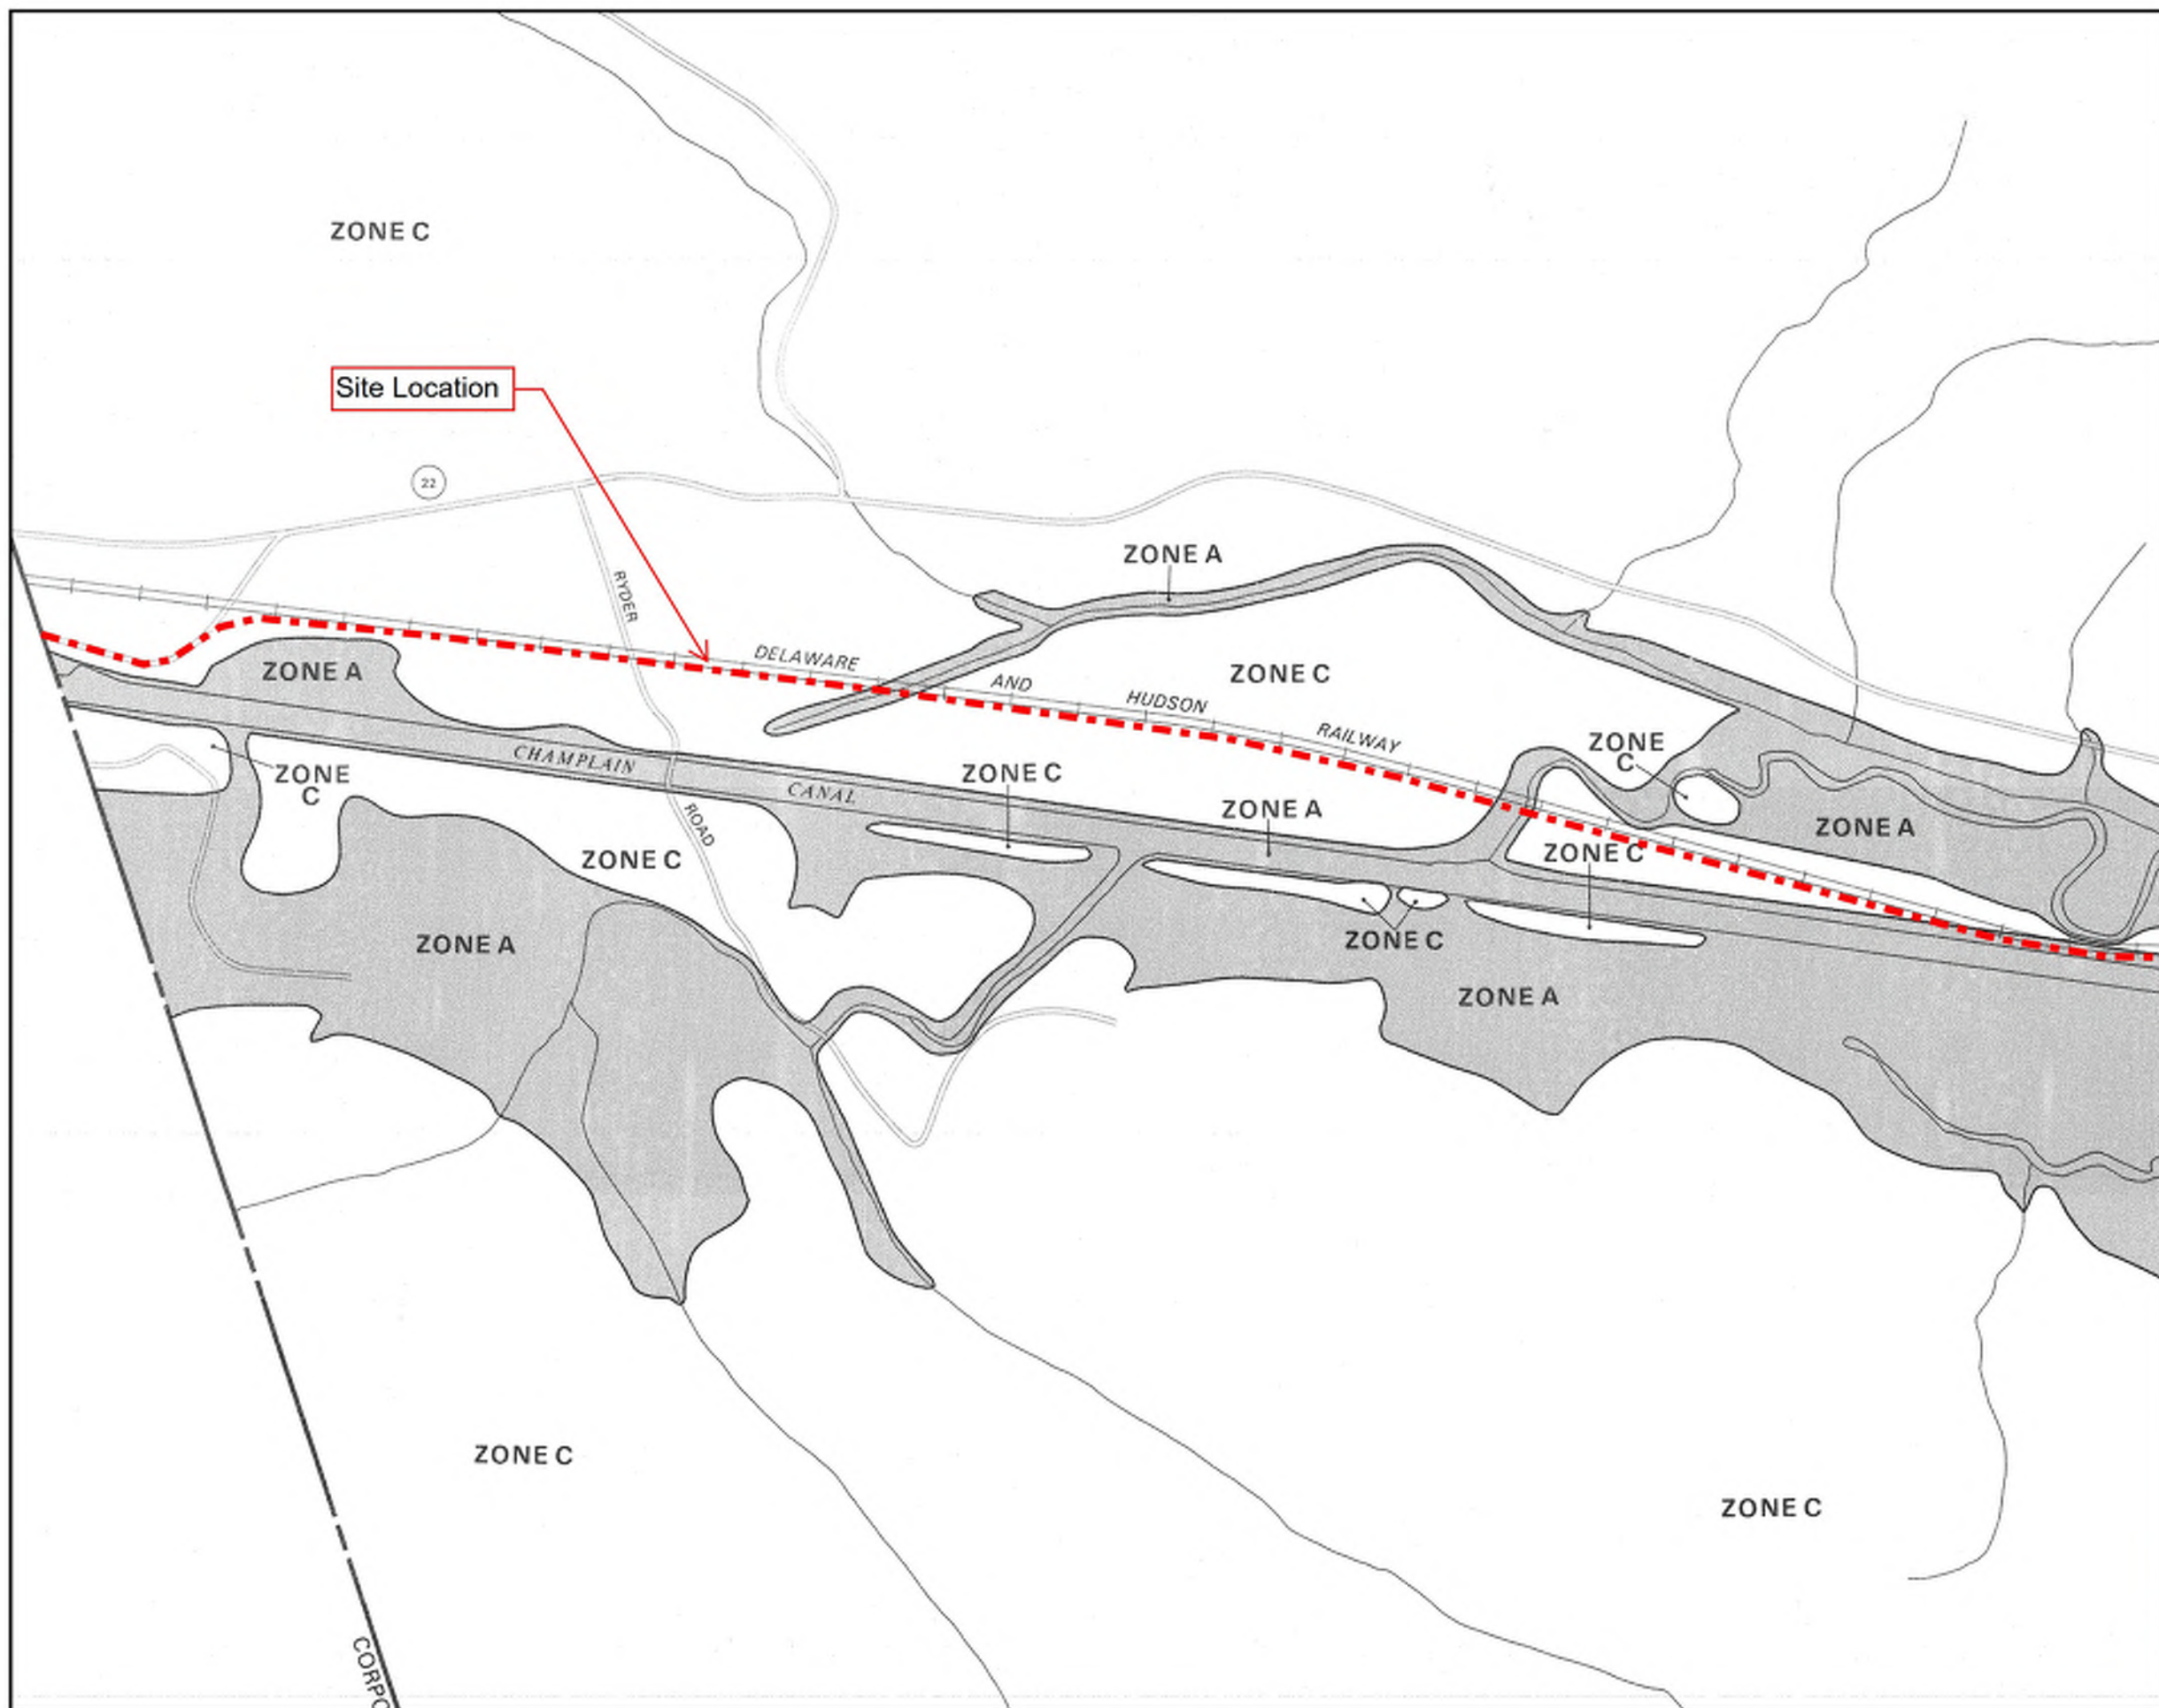 ZONE C
Site Location
22
RYDER
ZONE A
ZONE A
DELAWARE
AND
HUDSON
RAILWAY
ZONE C
ZONE
C
ZONE
C
CHAMPLAIN
CANAL
ZONE C
ZONE A
ZONE A
ROAD
ZONE C
ZONE C
ZONE A
ZONE C
ZONE A
ZONE C
ZONE C
CORPO